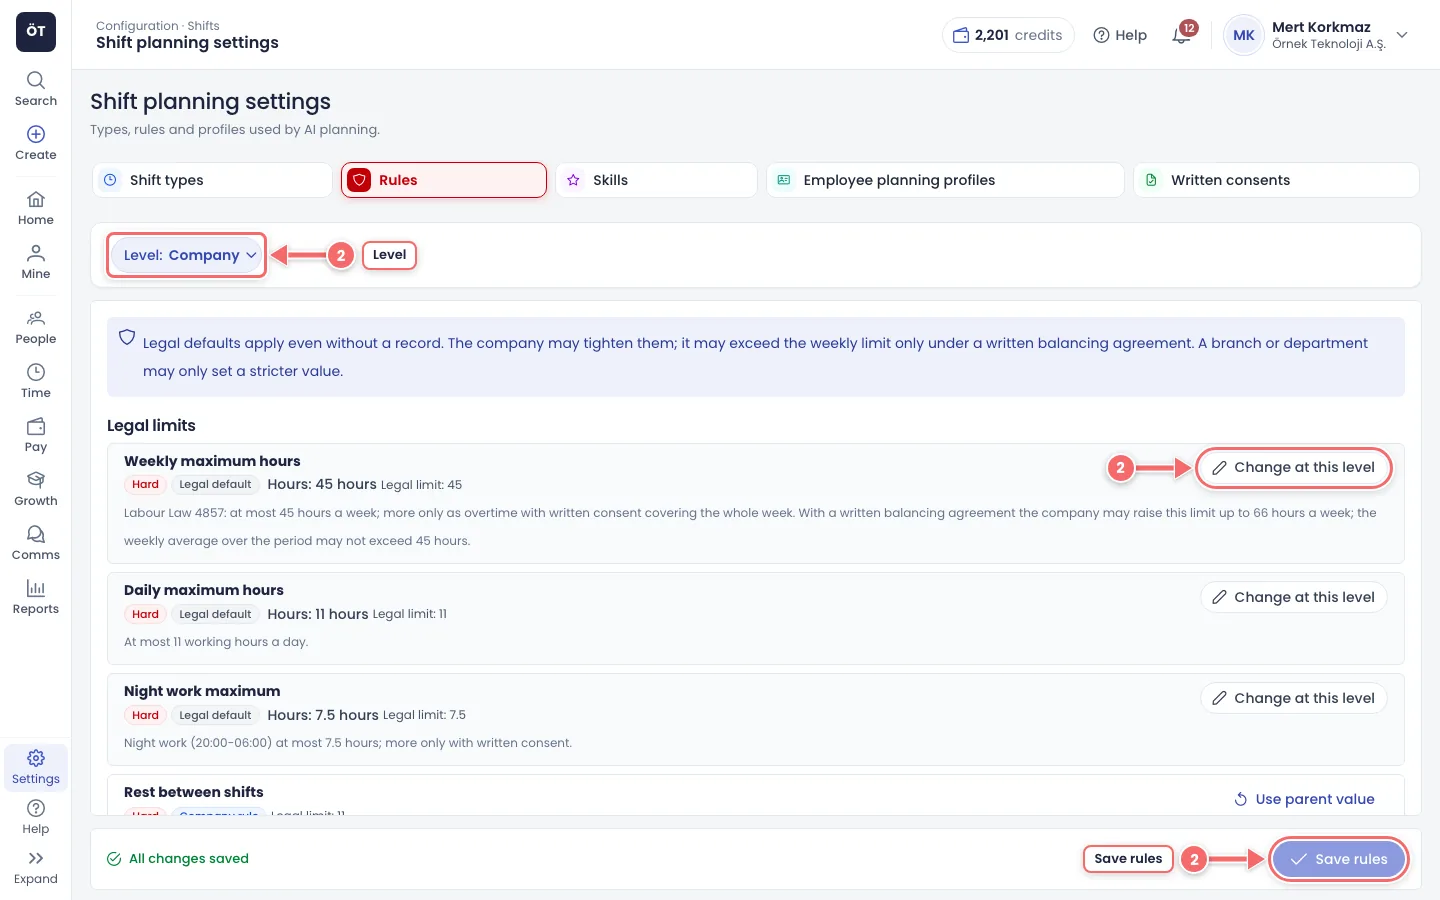 ÖT
Configuration · Shifts
Shift planning settings
2,201 credits
Help
12
MK
Mert Korkmaz
Örnek Teknoloji A.Ş.
Search
Create
Home
Mine
People
Time
Pay
Growth
Comms
Reports
Settings
Help
Expand
Shift planning settings
Types, rules and profiles used by AI planning.
Shift types
Rules
Skills
Employee planning profiles
Written consents
Level: Company
2
Level
Legal defaults apply even without a record. The company may tighten them; it may exceed the weekly limit only under a written balancing agreement. A branch or department
may only set a stricter value.
Legal limits
Weekly maximum hours
2
Change at this level
Hard Legal default Hours: 45 hours Legal limit: 45
Labour Law 4857: at most 45 hours a week; more only as overtime with written consent covering the whole week. With a written balancing agreement the company may raise this limit up to 66 hours a week; the
weekly average over the period may not exceed 45 hours.
Daily maximum hours
Change at this level
Hard Legal default Hours: 11 hours Legal limit: 11
At most 11 working hours a day.
Night work maximum
Change at this level
Hard Legal default Hours: 7.5 hours Legal limit: 7.5
Night work (20:00-06:00) at most 7.5 hours; more only with written consent.
Rest between shifts
Use parent value
Hard Company rule Legal limit: 11
All changes saved
Save rules
2
Save rules